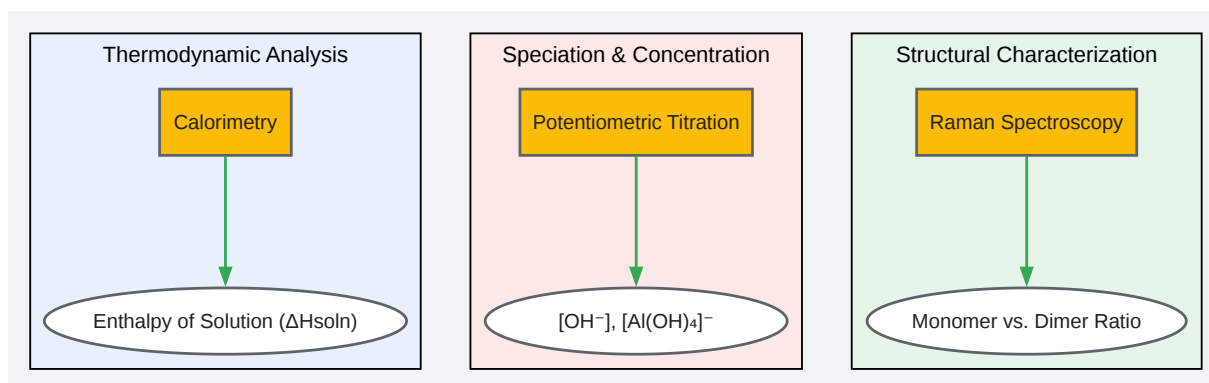 Thermodynamic Analysis
Calorimetry
Enthalpy of Solution (ΔHsoln)
Speciation & Concentration
Potentiometric Titration
[OH⁻], [Al(OH)₄]⁻
Structural Characterization
Raman Spectroscopy
Monomer vs. Dimer Ratio